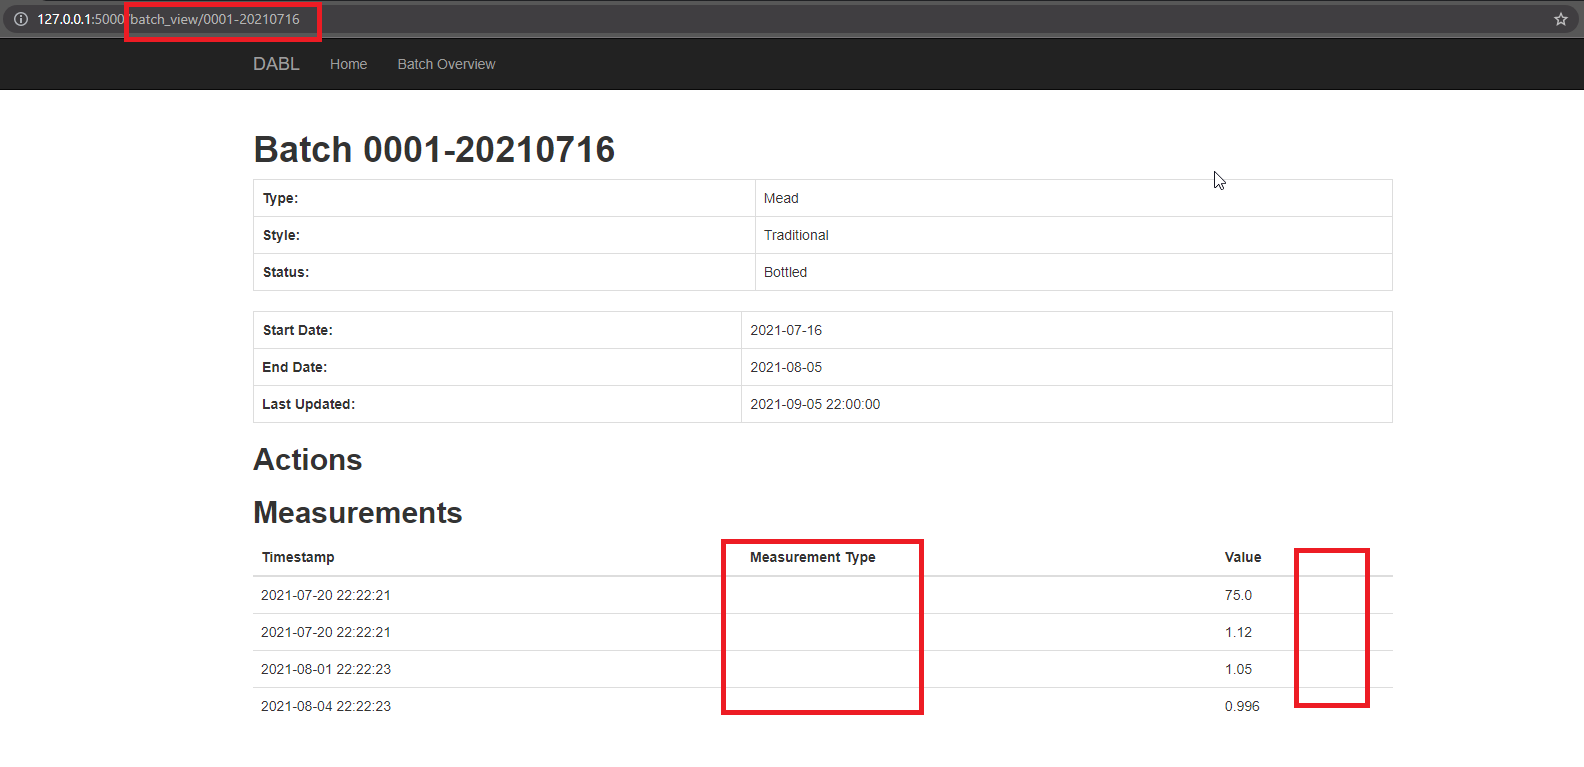 127.0.0.1:5000/batch_view/0001-20210716
DABL Home Batch Overview
Batch 0001-20210716
Type: Mead
Style: Traditional
Status: Bottled
Start Date: 2021-07-16
End Date: 2021-08-05
Last Updated: 2021-09-05 22:00:00
Actions
Measurements
Timestamp Measurement Type Value
2021-07-20 22:22:21 75.0
2021-07-20 22:22:21 1.12
2021-08-01 22:22:23 1.05
2021-08-04 22:22:23 0.996